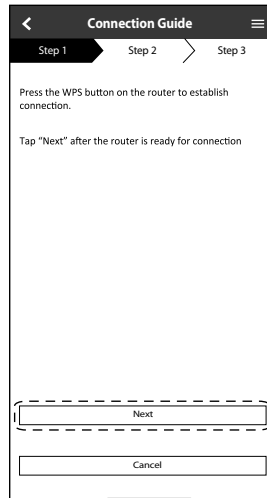 Connection Guide
Step 1 Step 2 Step 3
Press the WPS button on the router to establish
connection.
Tap “Next” after the router is ready for connection
Next
Cancel